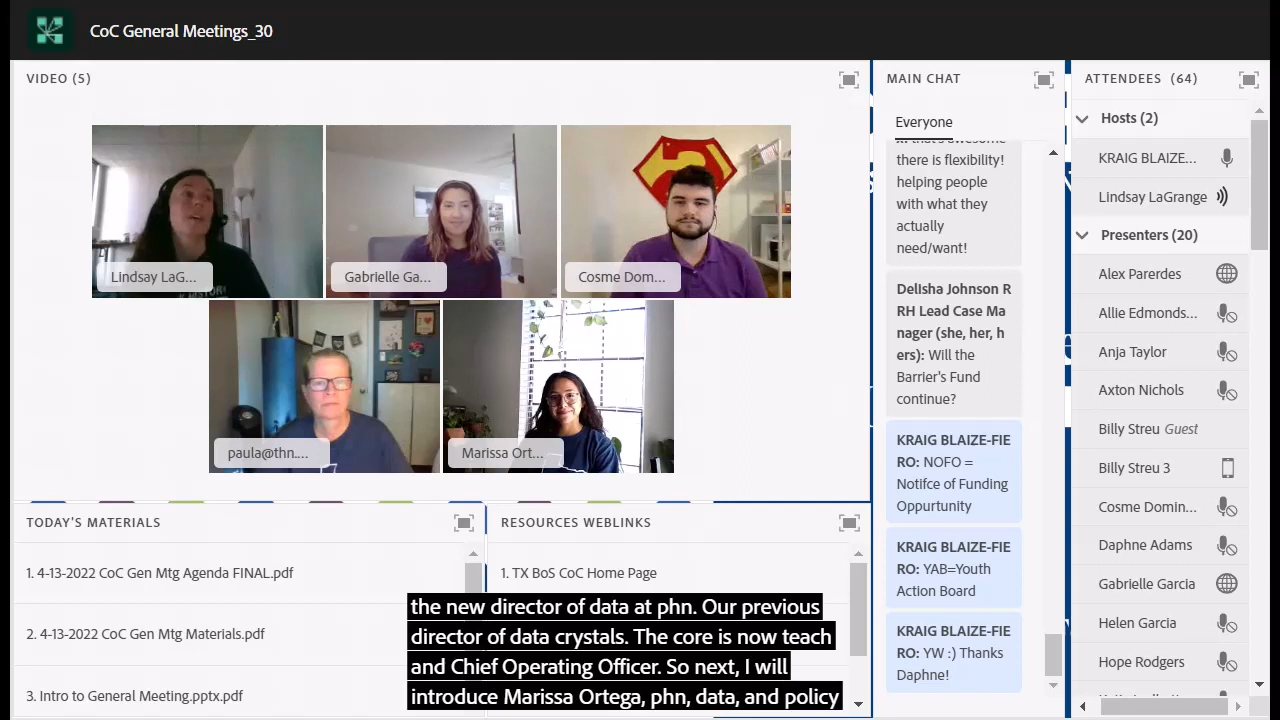 CoC General Meetings_30
VIDEO (5)
Lindsay LaG...
Gabrielle Ga...
Cosme Dom...
paula@thn....
Marissa Ort...
TODAY'S MATERIALS
1. 4-13-2022 CoC Gen Mtg Agenda FINAL.pdf
2. 4-13-2022 CoC Gen Mtg Materials.pdf
3. Intro to General Meeting.pptx.pdf
RESOURCES WEBLINKS
1. TX BoS CoC Home Page
the new director of data at phn. Our previous
director of data crystals. The core is now teach
and Chief Operating Officer. So next, I will
introduce Marissa Ortega, phn, data, and policy
MAIN CHAT
Everyone
that's awesome
there is flexibility!
helping people
with what they
actually
need/want!
Delisha Johnson R
RH Lead Case Ma
nager (she, her, h
ers): Will the
Barrier's Fund
continue?
KRAIG BLAIZE-FIE
RO: NOFO =
Notifce of Funding
Oppurtunity
KRAIG BLAIZE-FIE
RO: YAB=Youth
Action Board
KRAIG BLAIZE-FIE
RO: YW :) Thanks
Daphne!
ATTENDEES (64)
Hosts (2)
KRAIG BLAIZE...
Lindsay LaGrange
Presenters (20)
Alex Parerdes
Allie Edmonds...
Anja Taylor
Axton Nichols
Billy Streu Guest
Billy Streu 3
Cosme Domin...
Daphne Adams
Gabrielle Garcia
Helen Garcia
Hope Rodgers